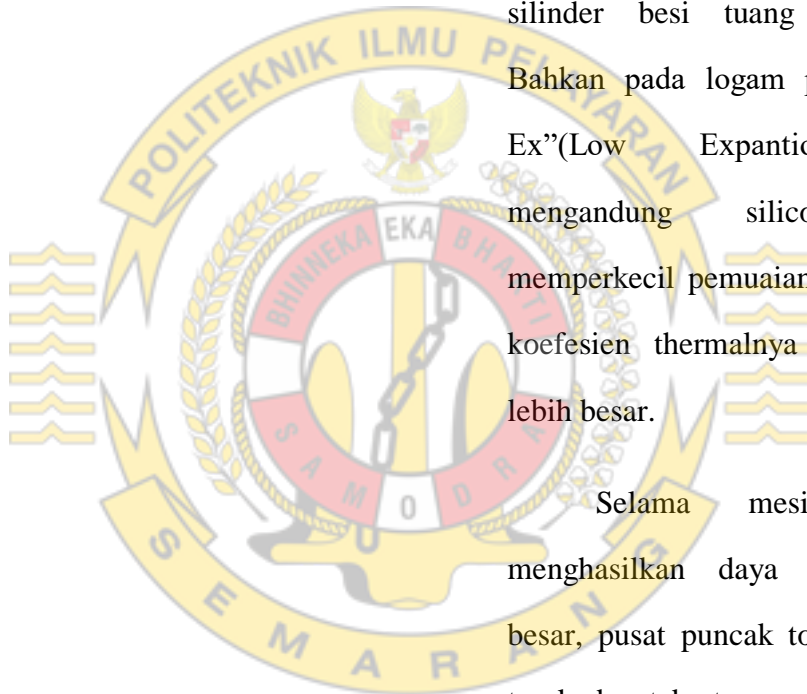 silinder besi tuang
Bahkan pada logam
Ex”(Low Expantio
mengandung silico
memperkecil pemuaian
koefesien thermalnya
lebih besar.
Selama mesi
menghasilkan daya
besar, pusat puncak to
POLITEKNIK ILMU PELAYARAN
BHINNEKA EKA BHAKTI
SAMODRA
SEMARANG